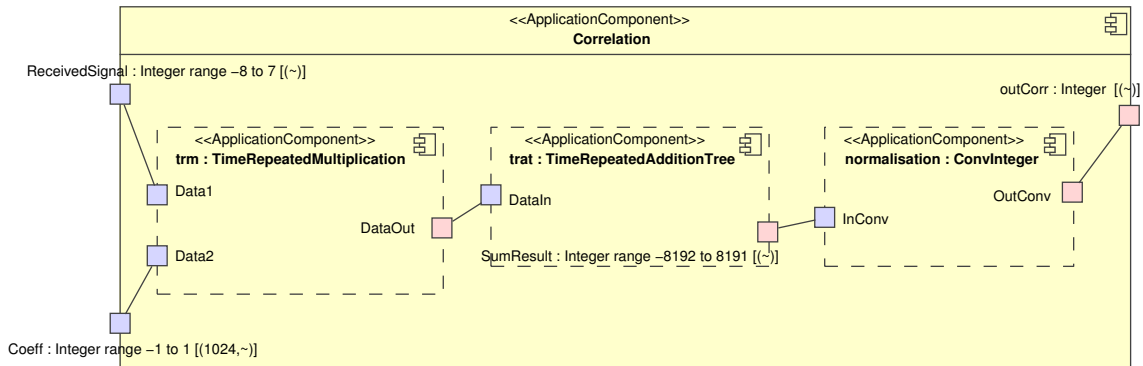 <<ApplicationComponent>>
Correlation
ReceivedSignal : Integer range −8 to 7 [(~)]
outCorr : Integer [(~)]
<<ApplicationComponent>>
trm : TimeRepeatedMultiplication
<<ApplicationComponent>>
trat : TimeRepeatedAdditionTree
<<ApplicationComponent>>
normalisation : ConvInteger
Data1
DataIn
OutConv
DataOut
InConv
Data2
SumResult : Integer range −8192 to 8191 [(~)]
Coeff : Integer range −1 to 1 [(1024,~)]